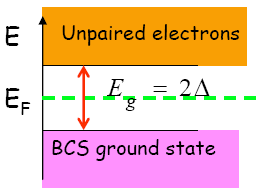 E
Unpaired electrons
E_F
E_g = 2Δ
BCS ground state